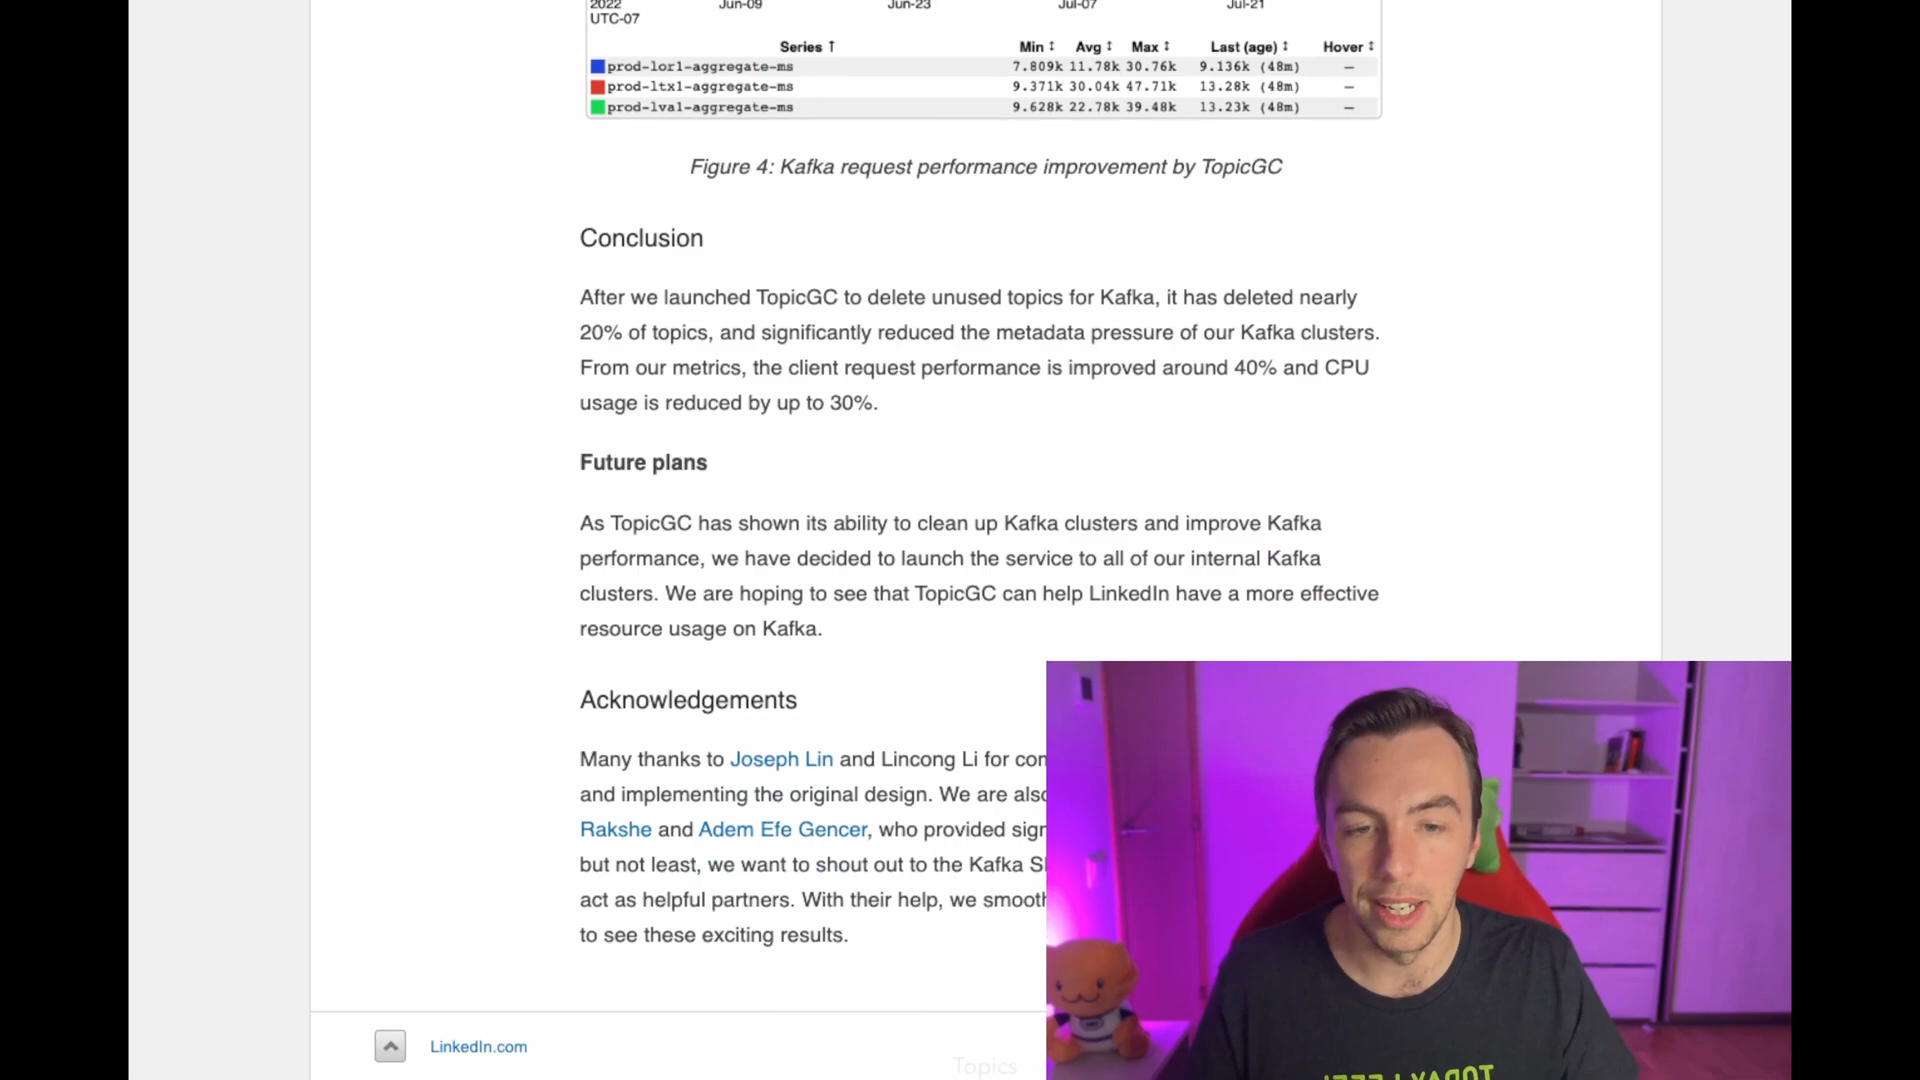 2022 Jun-09 Jun-23 Jul-07 Jul-21
UTC-07
Series ↑ Min ↕ Avg ↕ Max ↕ Last (age) ↕ Hover ↕
prod-lor1-aggregate-ms 7.809k 11.78k 30.76k 9.136k (48m) —
prod-ltx1-aggregate-ms 9.371k 30.04k 47.71k 13.28k (48m) —
prod-lva1-aggregate-ms 9.628k 22.78k 39.48k 13.23k (48m) —
Figure 4: Kafka request performance improvement by TopicGC
Conclusion
After we launched TopicGC to delete unused topics for Kafka, it has deleted nearly
20% of topics, and significantly reduced the metadata pressure of our Kafka clusters.
From our metrics, the client request performance is improved around 40% and CPU
usage is reduced by up to 30%.
Future plans
As TopicGC has shown its ability to clean up Kafka clusters and improve Kafka
performance, we have decided to launch the service to all of our internal Kafka
clusters. We are hoping to see that TopicGC can help LinkedIn have a more effective
resource usage on Kafka.
Acknowledgements
Many thanks to Joseph Lin and Lincong Li for
and implementing the original design. We are
Rakshe and Adem Efe Gencer, who provided
but not least, we want to shout out to the Kafka
act as helpful partners. With their help, we
to see these exciting results.
LinkedIn.com
Topics